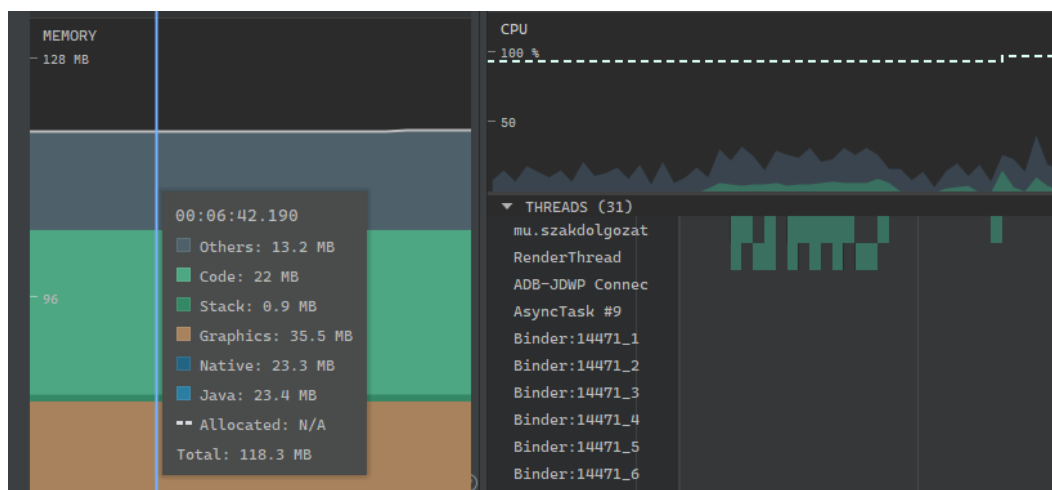 MEMORY
128 MB
96
00:06:42.190
Others: 13.2 MB
Code: 22 MB
Stack: 0.9 MB
Graphics: 35.5 MB
Native: 23.3 MB
Java: 23.4 MB
Allocated: N/A
Total: 118.3 MB
CPU
100 %
50
THREADS (31)
mu.szakdolgozat
RenderThread
ADB-JDWP Connec
AsyncTask #9
Binder:14471_1
Binder:14471_2
Binder:14471_3
Binder:14471_4
Binder:14471_5
Binder:14471_6